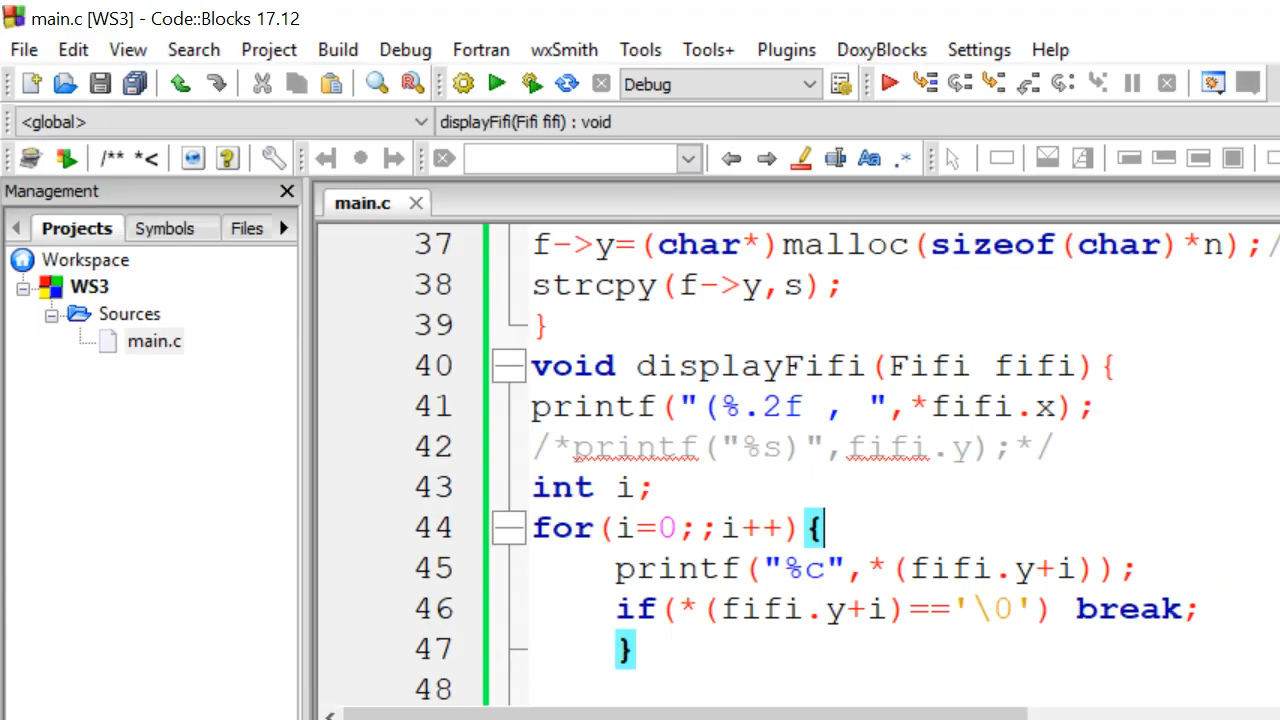 main.c [WS3] - Code::Blocks 17.12
File Edit View Search Project Build Debug Fortran wxSmith Tools Tools+ Plugins DoxyBlocks Settings Help
Debug
<global> displayFifi(Fifi fifi) : void
/** *<
Management
Projects Symbols Files
main.c
Workspace
WS3
Sources
main.c
37 f->y=(char*)malloc(sizeof(char)*n);/
38 strcpy(f->y,s);
39 }
40 void displayFifi(Fifi fifi){
41 printf("(%.2f , ",*fifi.x);
42 /*printf("%s)",fifi.y);*/
43 int i;
44 for(i=0;;i++){
45 printf("%c",*(fifi.y+i));
46 if(*(fifi.y+i)=='\0') break;
47 }
48